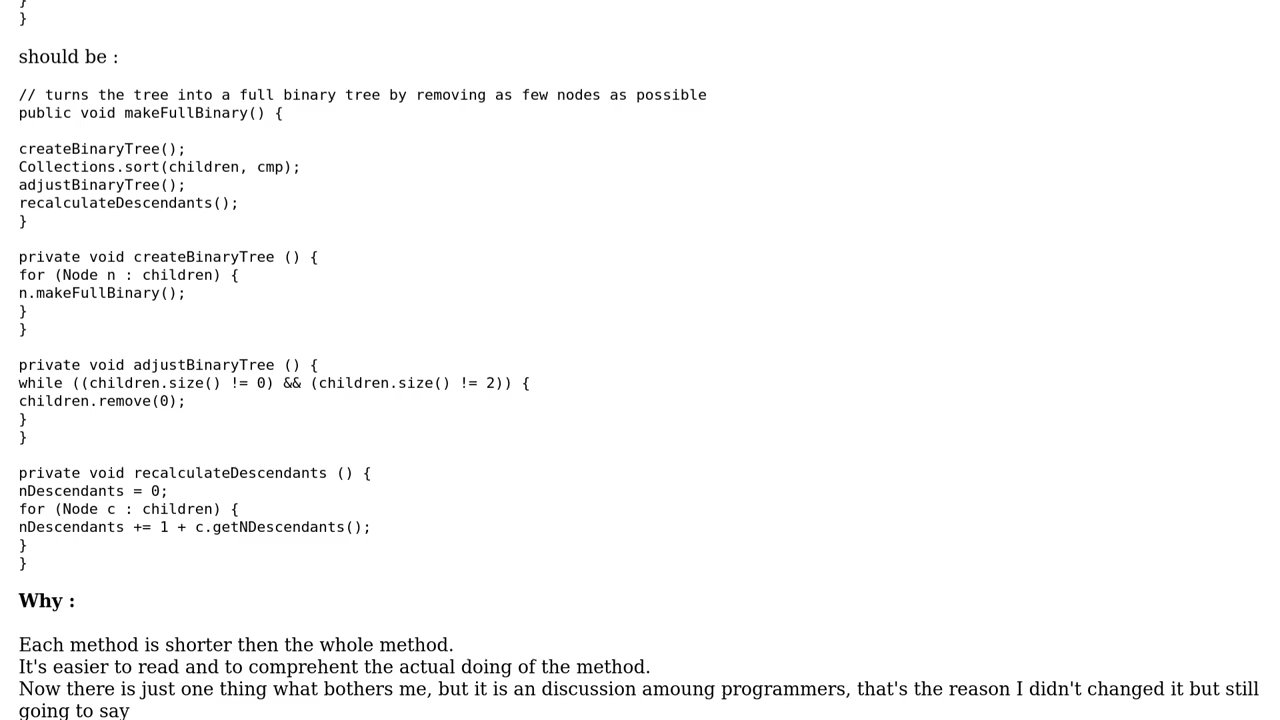 }
}
should be :
// turns the tree into a full binary tree by removing as few nodes as possible
public void makeFullBinary() {
createBinaryTree();
Collections.sort(children, cmp);
adjustBinaryTree();
recalculateDescendants();
}
private void createBinaryTree () {
for (Node n : children) {
n.makeFullBinary();
}
}
private void adjustBinaryTree () {
while ((children.size() != 0) && (children.size() != 2)) {
children.remove(0);
}
}
private void recalculateDescendants () {
nDescendants = 0;
for (Node c : children) {
nDescendants += 1 + c.getNDescendants();
}
}
Why :
Each method is shorter then the whole method.
It's easier to read and to comprehent the actual doing of the method.
Now there is just one thing what bothers me, but it is an discussion amoung programmers, that's the reason I didn't changed it but still
going to say